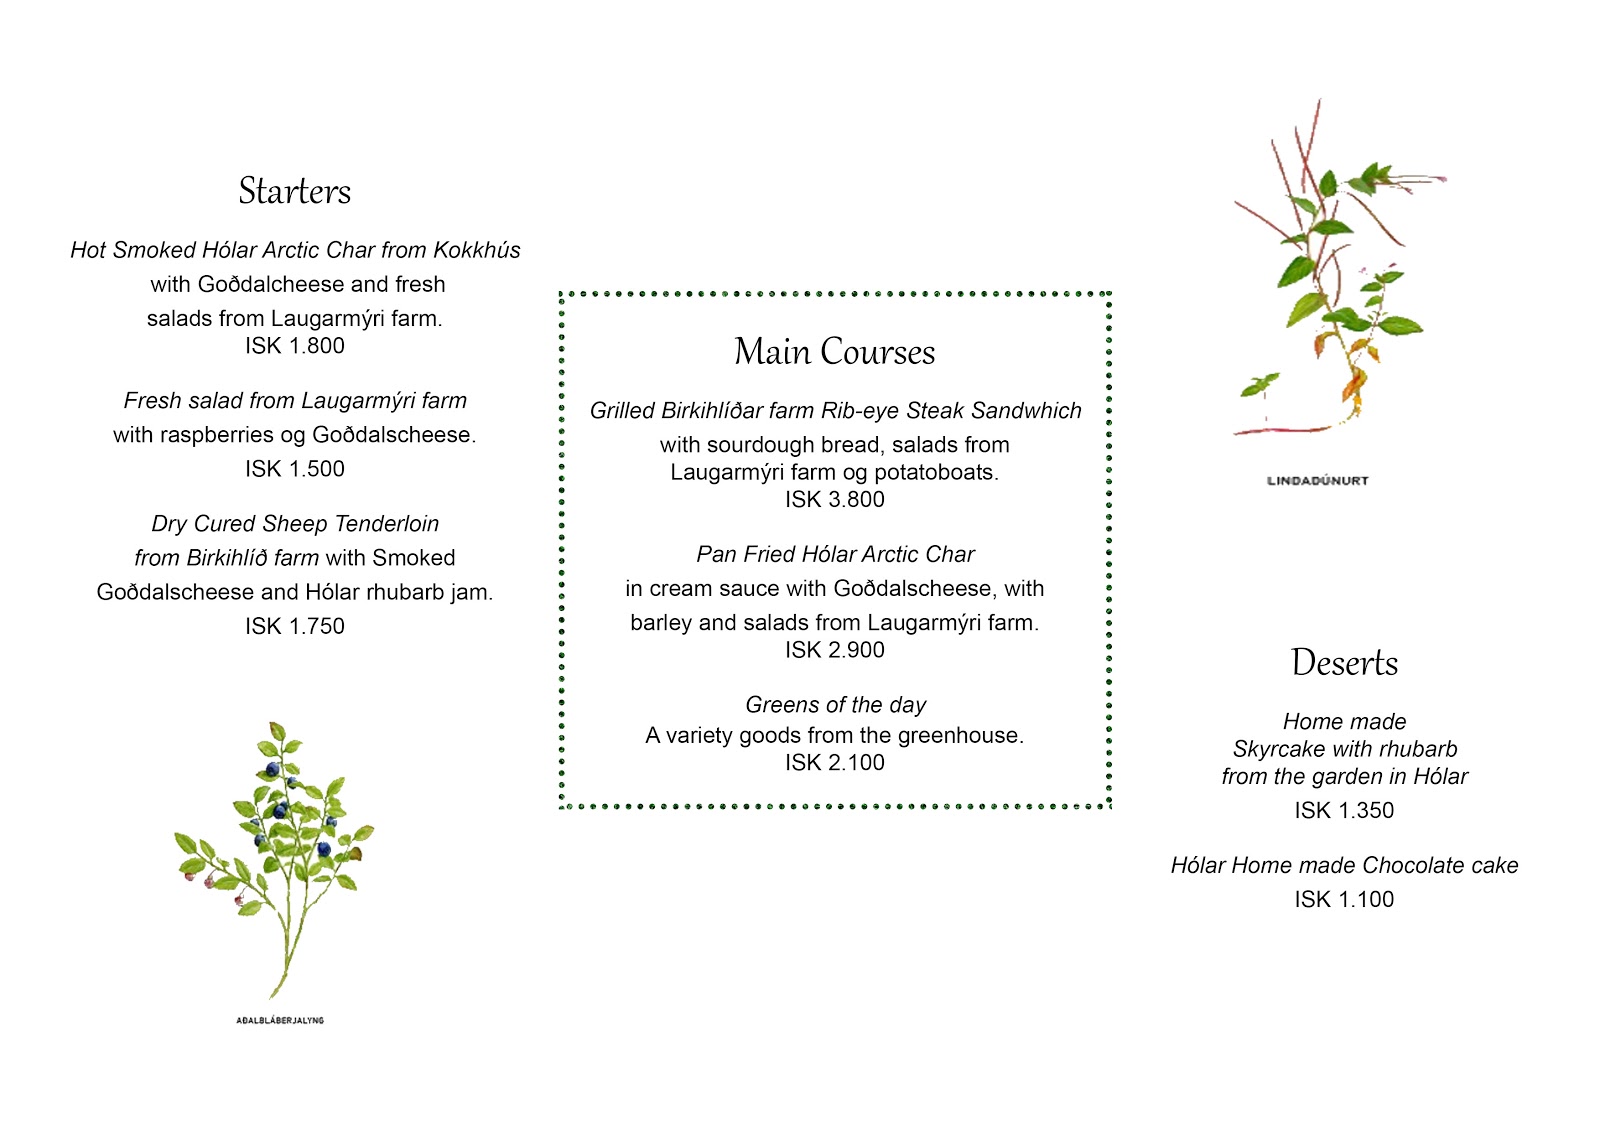 Starters
Hot Smoked Hólar Arctic Char from Kokkhús
with Goðdalcheese and fresh
salads from Laugarmýri farm.
ISK 1.800
Fresh salad from Laugarmýri farm
with raspberries og Goðdalscheese.
ISK 1.500
Dry Cured Sheep Tenderloin
from Birkihlíð farm with Smoked
Goðdalscheese and Hólar rhubarb jam.
ISK 1.750
AÐALBLÁBERJALYNG
Main Courses
Grilled Birkihlíðar farm Rib-eye Steak Sandwhich
with sourdough bread, salads from
Laugarmýri farm og potatoboats.
ISK 3.800
Pan Fried Hólar Arctic Char
in cream sauce with Goðdalscheese, with
barley and salads from Laugarmýri farm.
ISK 2.900
Greens of the day
A variety goods from the greenhouse.
ISK 2.100
LINDADÚNURT
Deserts
Home made
Skyrcake with rhubarb
from the garden in Hólar
ISK 1.350
Hólar Home made Chocolate cake
ISK 1.100